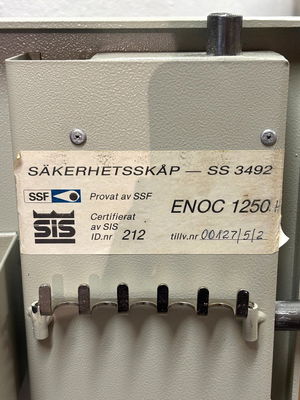 SÄKERHETSSKÅP — SS 3492
SSF Provat av SSF
ENOC 1250 H
SIS Certifierat
av SIS
ID.nr 212
tillv.nr 00127/5/2